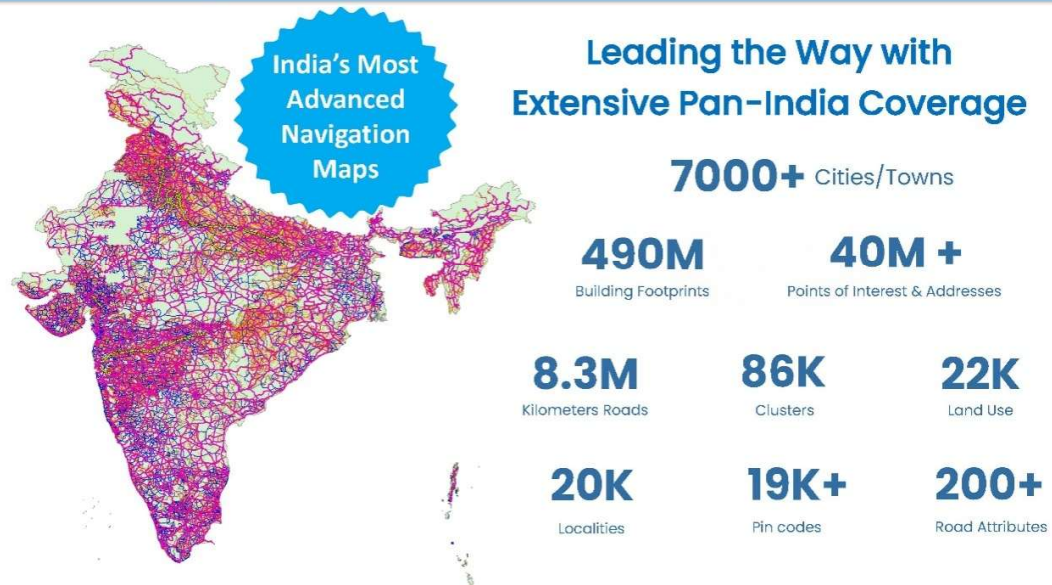 India's Most
Advanced
Navigation
Maps
Leading the Way with
Extensive Pan-India Coverage
7000+ Cities/Towns
490M
Building Footprints
40M +
Points of Interest & Addresses
8.3M
Kilometers Roads
86K
Clusters
22K
Land Use
20K
Localities
19K+
Pin codes
200+
Road Attributes